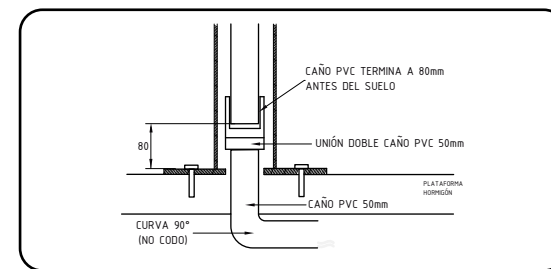 CAÑO PVC TERMINA A 80mm
ANTES DEL SUELO
80
UNIÓN DOBLE CAÑO PVC 50mm
PLATAFORMA
HORMIGÓN
CAÑO PVC 50mm
CURVA 90°
(NO CODO)